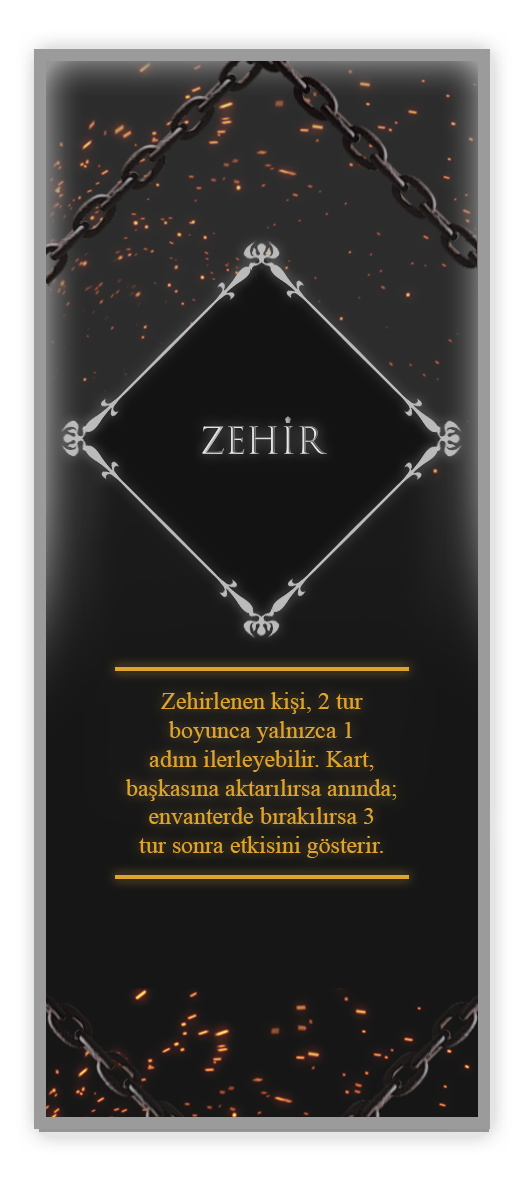 ZEHİR
Zehirlenen kişi, 2 tur
boyunca yalnızca 1
adım ilerleyebilir. Kart,
başkasına aktarılırsa anında;
envanterde bırakılırsa 3
tur sonra etkisini gösterir.